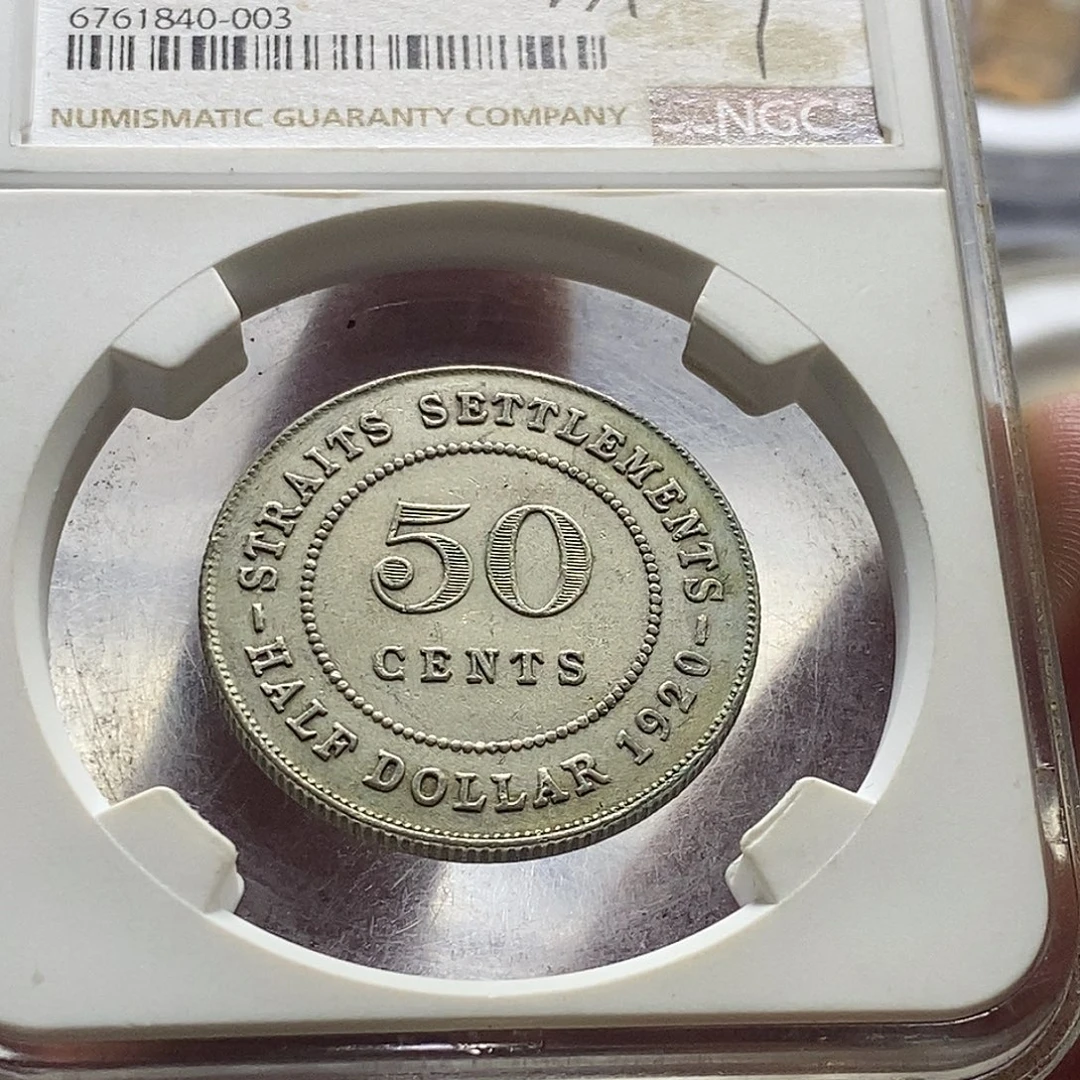 6761840-003
NUMISMATIC GUARANTY COMPANY
NGC
STRAITS SETTLEMENTS
50
CENTS
HALF DOLLAR 1920